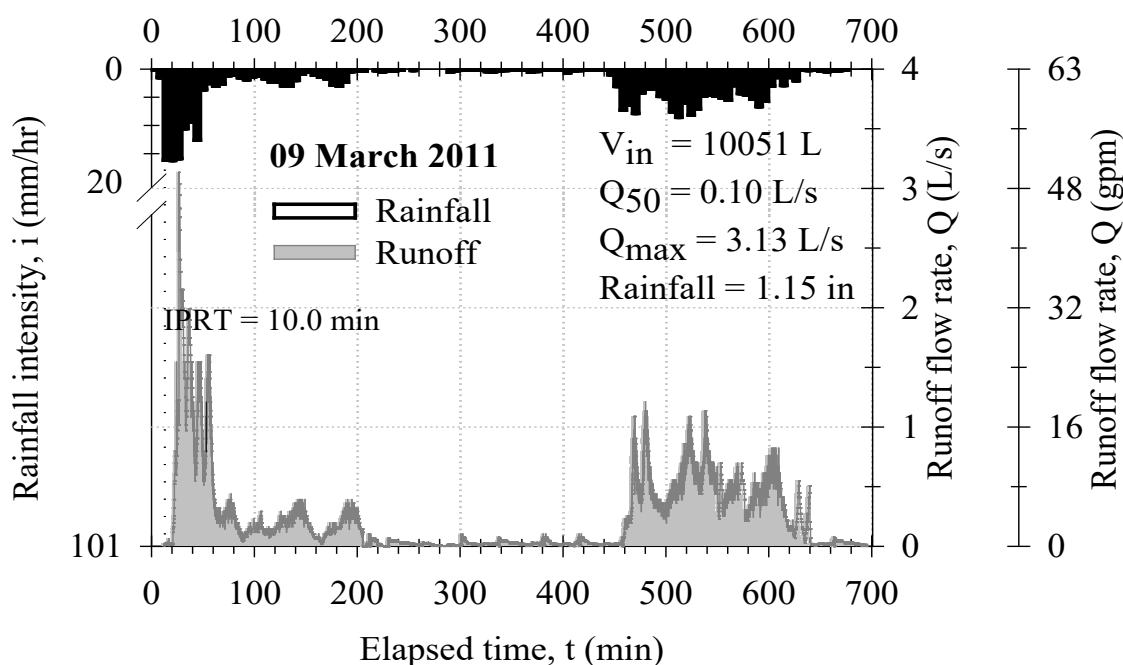 0 100 200 300 400 500 600 700
0
20
101
Rainfall intensity, i (mm/hr)
09 March 2011
Rainfall
Runoff
IPRT = 10.0 min
V_in = 10051 L
Q_50 = 0.10 L/s
Q_max = 3.13 L/s
Rainfall = 1.15 in
4
3
2
1
0
Runoff flow rate, Q (L/s)
63
48
32
16
0
Runoff flow rate, Q (gpm)
0 100 200 300 400 500 600 700
Elapsed time, t (min)